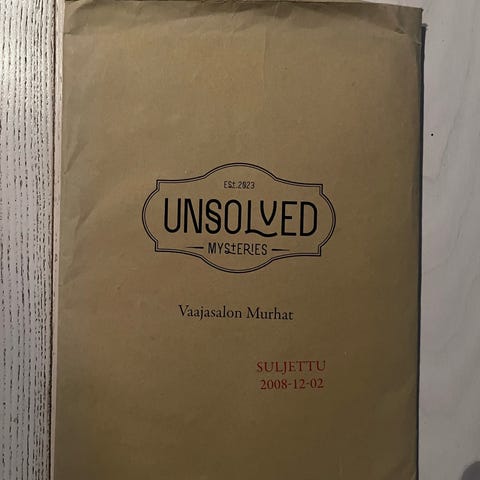 Est.2023
UNSOLVED
MYStERIES
Vaajasalon Murhat
SULJETTU
2008-12-02